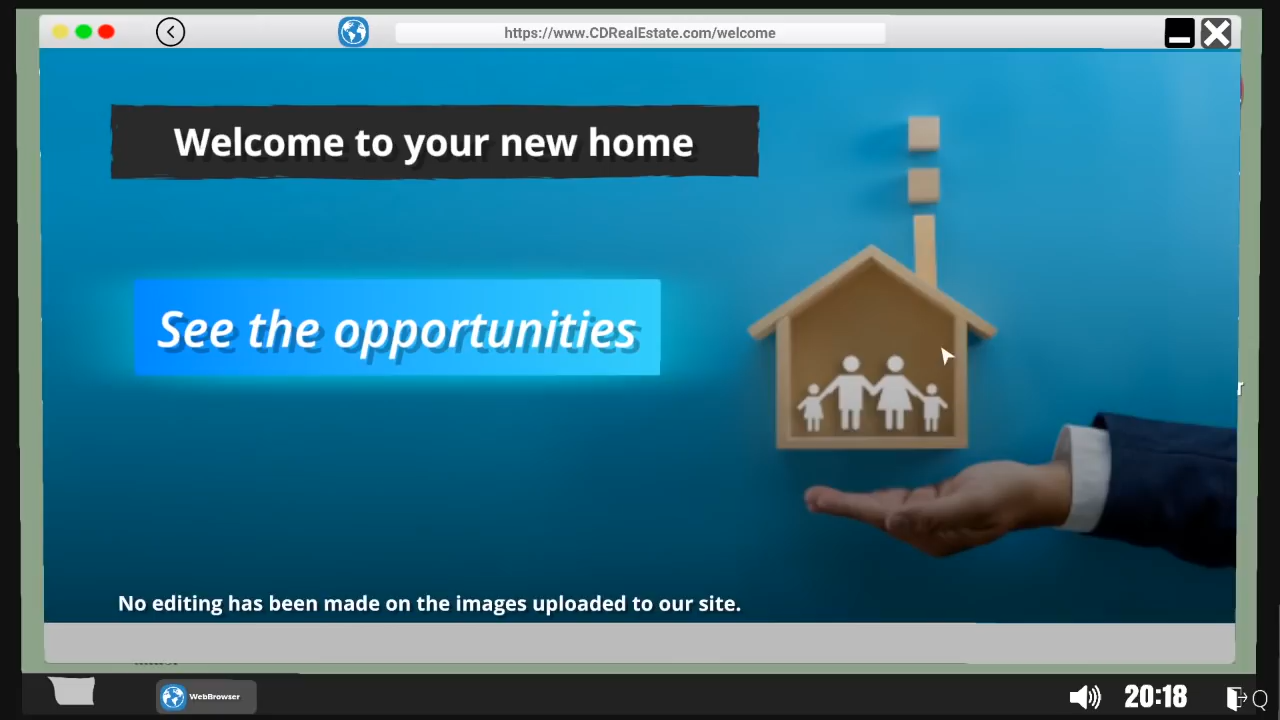 https://www.CDRealEstate.com/welcome
Welcome to your new home
See the opportunities
No editing has been made on the images uploaded to our site.
WebBrowser
20:18
Q